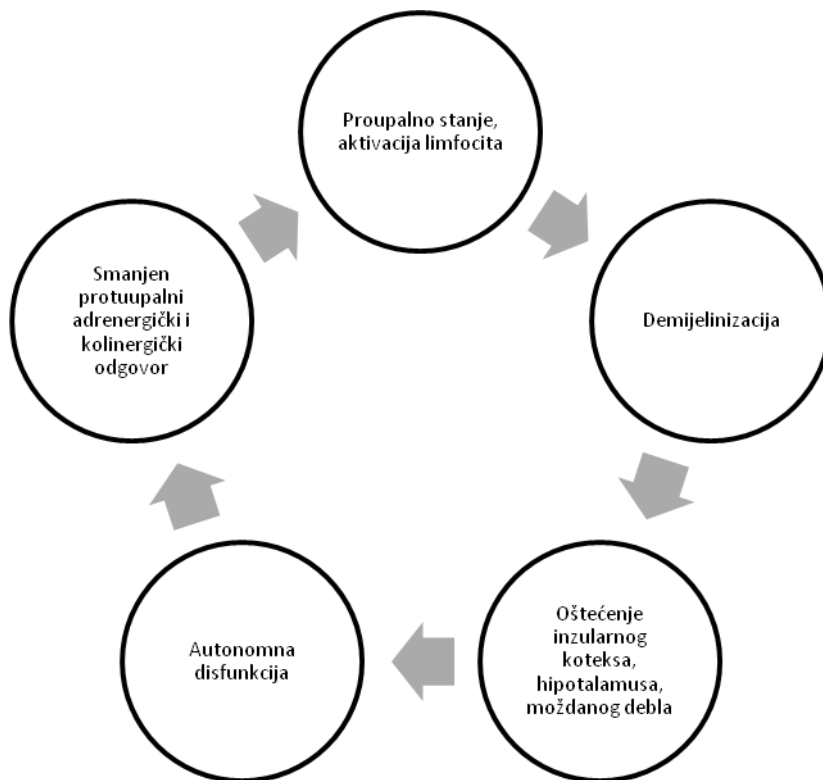 Proupalno stanje,
aktivacija limfocita
Demijelinizacija
Oštećenje
inzularnog
koteksa,
hipotalamusa,
moždanog debla
Autonomna
disfunkcija
Smanjen
protuupalni
adrenergički i
kolinergički
odgovor